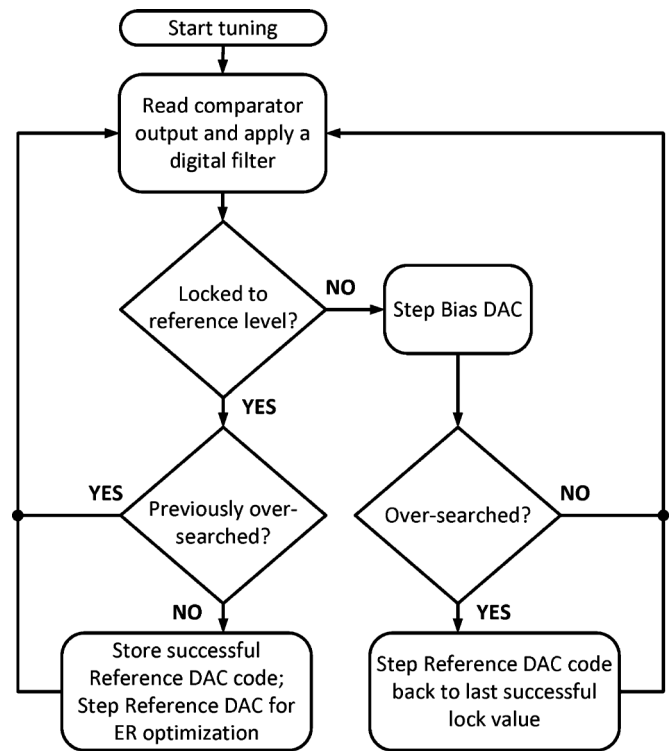 Start tuning
Read comparator
output and apply a
digital filter
Locked to
reference level?
NO
Step Bias DAC
YES
YES
Previously over-
searched?
Over-searched?
NO
NO
YES
Store successful
Reference DAC code;
Step Reference DAC for
ER optimization
Step Reference DAC code
back to last successful
lock value